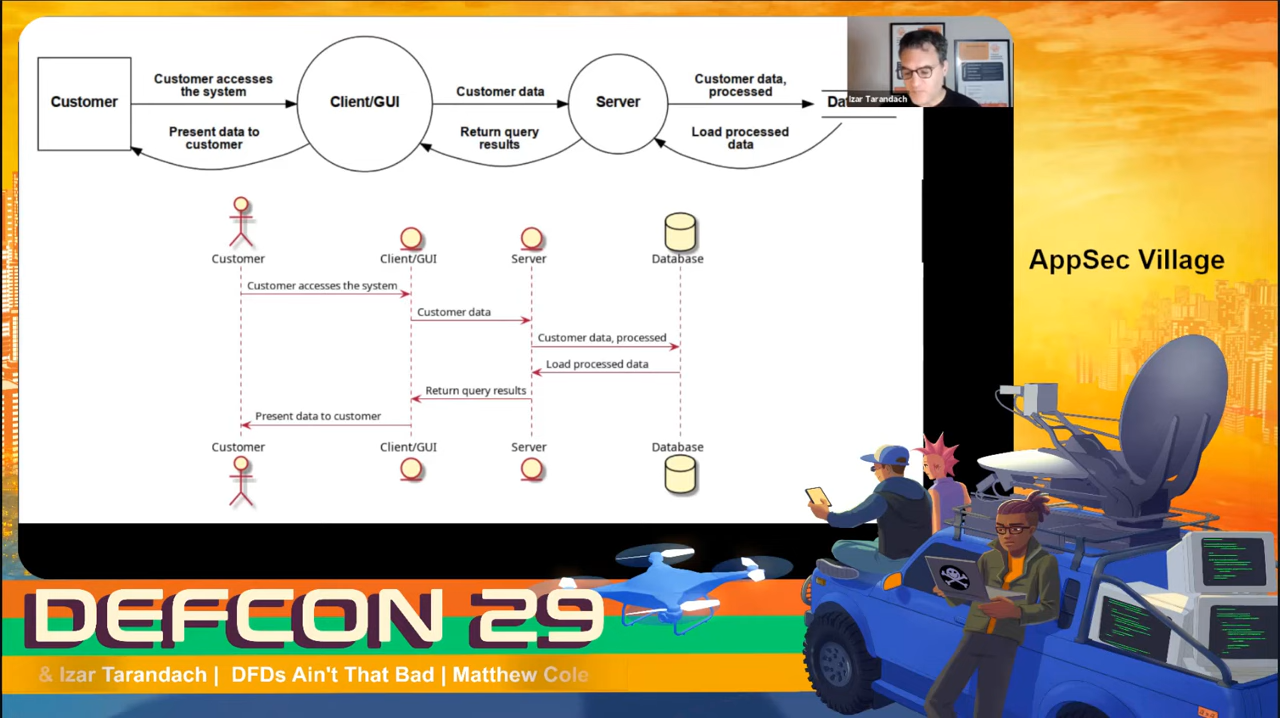 Customer
Customer accesses
the system
Present data to
customer
Client/GUI
Customer data
Return query
results
Server
Customer data,
processed
Load processed
data
Izar Tarandach
Customer
Client/GUI
Server
Database
Customer accesses the system
Customer data
Customer data, processed
Load processed data
Return query results
Present data to customer
Customer
Client/GUI
Server
Database
AppSec Village
DEFCON 29
& Izar Tarandach | DFDs Ain't That Bad | Matthew Cole